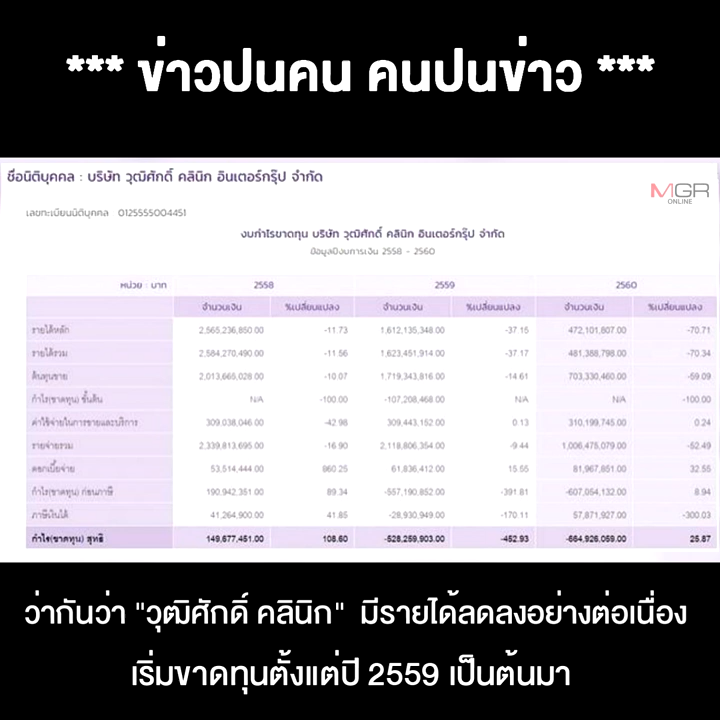 *** ข่าวปนคน คนปนข่าว ***
ชื่อนิติบุคคล : บริษัท วุฒิศักดิ์ คลินิก อินเตอร์กรุ๊ป จำกัด
MGR
ONLINE
เลขทะเบียนนิติบุคคล 0125555004451
งบกำไรขาดทุน บริษัท วุฒิศักดิ์ คลินิก อินเตอร์กรุ๊ป จำกัด
ข้อมูลปีงบการเงิน 2558 - 2560
หน่วย : บาท 2558 2559 2560
จำนวนเงิน %เปลี่ยนแปลง จำนวนเงิน %เปลี่ยนแปลง จำนวนเงิน %เปลี่ยนแปลง
รายได้หลัก 2,565,236,850.00 -11.73 1,612,135,348.00 -37.15 472,101,807.00 -70.71
รายได้รวม 2,584,270,490.00 -11.56 1,623,451,914.00 -37.17 481,388,798.00 -70.34
ต้นทุนขาย 2,013,665,028.00 -10.07 1,719,343,816.00 -14.61 703,330,460.00 -59.09
กำไร(ขาดทุน) ขั้นต้น N/A -100.00 -107,208,468.00 N/A N/A -100.00
ค่าใช้จ่ายในการขายและบริการ 309,038,046.00 -42.98 309,443,152.00 0.13 310,199,745.00 0.24
รายจ่ายรวม 2,339,813,695.00 -16.90 2,118,806,354.00 -9.44 1,006,475,079.00 -52.49
ดอกเบี้ยจ่าย 53,514,444.00 860.25 61,836,412.00 15.55 81,967,851.00 32.55
กำไร(ขาดทุน) ก่อนภาษี 190,942,351.00 89.34 -557,190,852.00 -391.81 -607,054,132.00 8.94
ภาษีเงินได้ 41,264,900.00 41.85 -28,930,949.00 -170.11 57,871,927.00 -300.03
กำไร(ขาดทุน) สุทธิ 149,677,451.00 108.60 -528,259,903.00 -452.93 -664,926,059.00 25.87
ว่ากันว่า "วุฒิศักดิ์ คลินิก" มีรายได้ลดลงอย่างต่อเนื่อง
เริ่มขาดทุนตั้งแต่ปี 2559 เป็นต้นมา